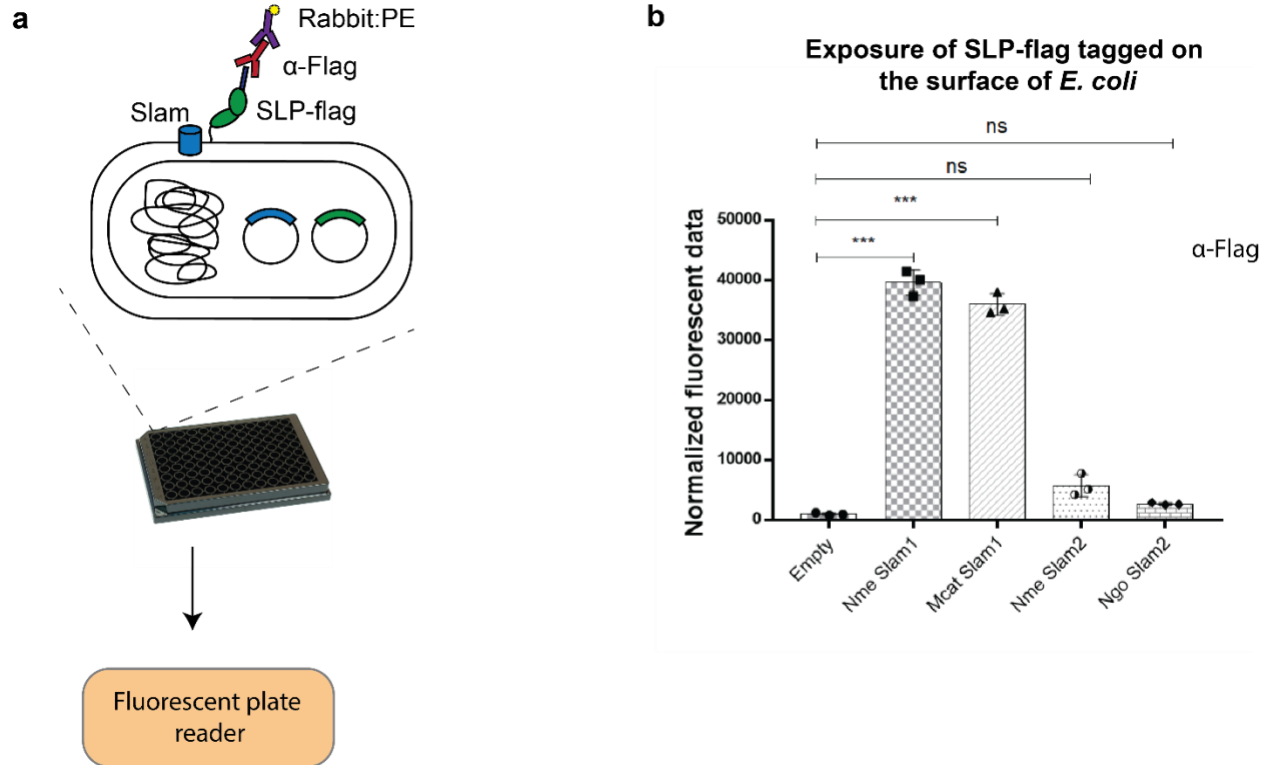 a
Rabbit:PE
α-Flag
Slam
SLP-flag
Fluorescent plate
reader
b
Exposure of SLP-flag tagged on
the surface of E. coli
ns
ns
***
***
α-Flag
Normalized fluorescent data
50000
40000
30000
20000
10000
0
Empty
Nme Slam1
Mcat Slam1
Nme Slam2
Ngo Slam2